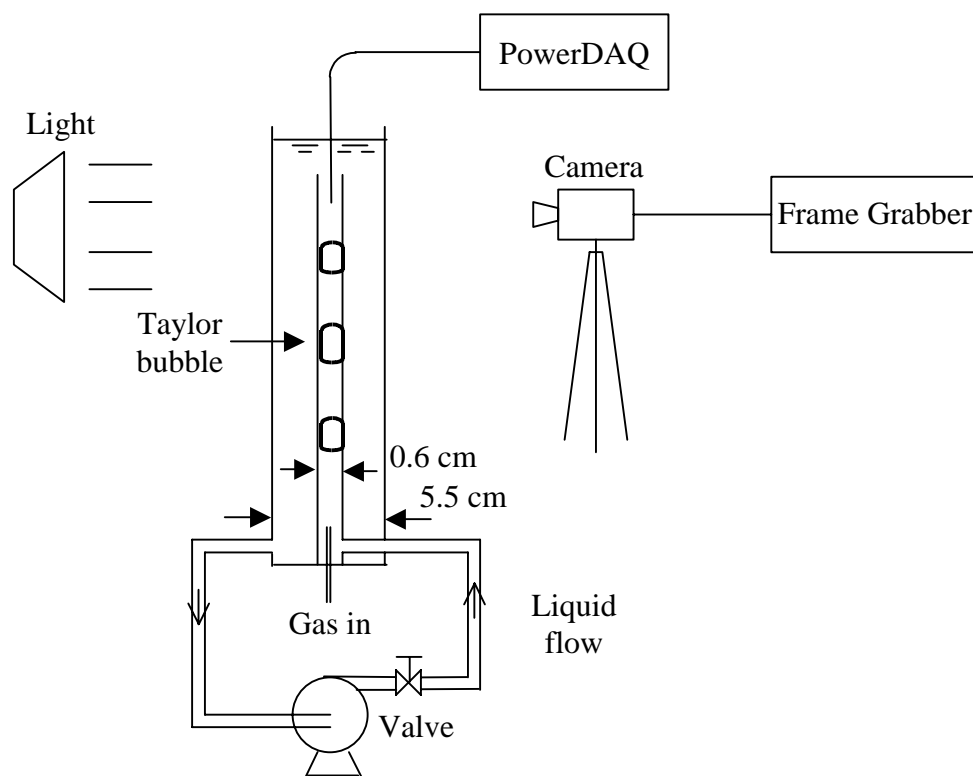 PowerDAQ
Light
Camera
Frame Grabber
Taylor
bubble
0.6 cm
5.5 cm
Gas in
Liquid
flow
Valve